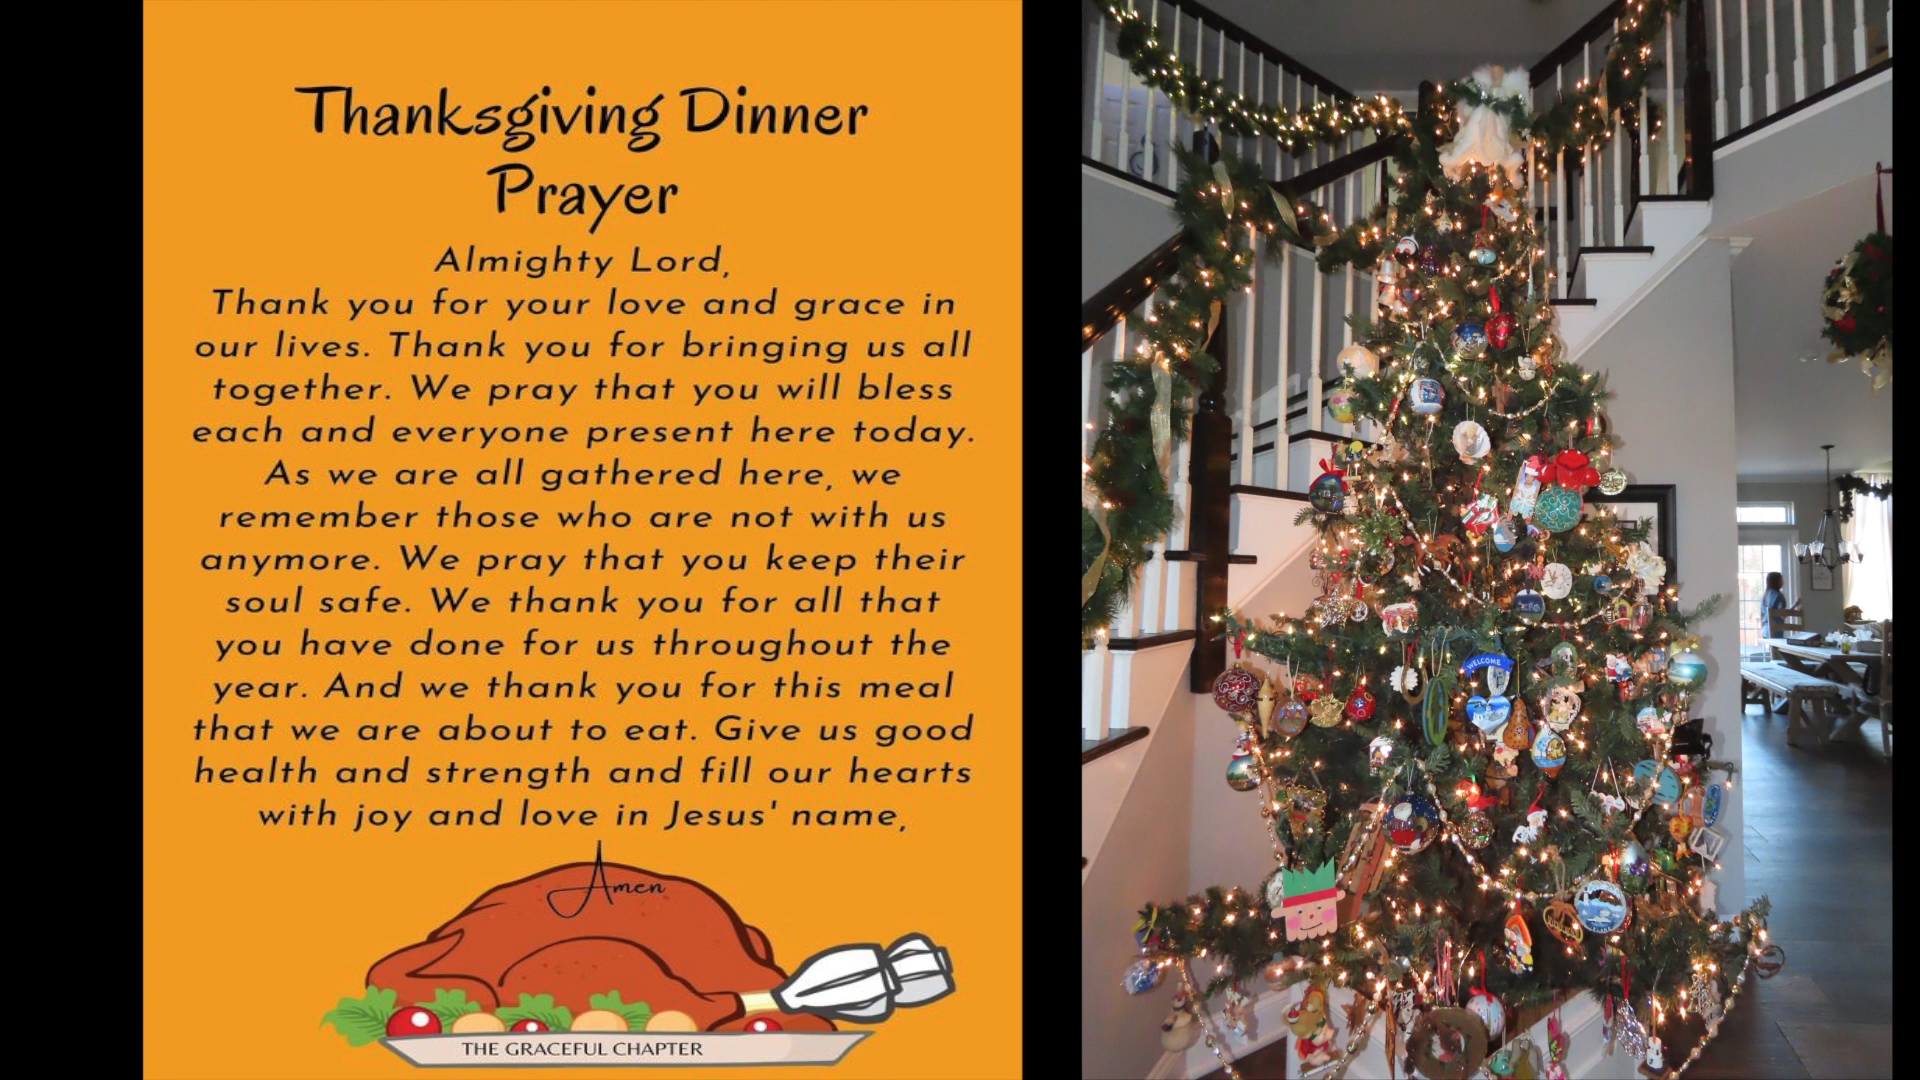 Thanksgiving Dinner
Prayer
Almighty Lord,
Thank you for your love and grace in
our lives. Thank you for bringing us all
together. We pray that you will bless
each and everyone present here today.
As we are all gathered here, we
remember those who are not with us
anymore. We pray that you keep their
soul safe. We thank you for all that
you have done for us throughout the
year. And we thank you for this meal
that we are about to eat. Give us good
health and strength and fill our hearts
with joy and love in Jesus' name,
Amen
THE GRACEFUL CHAPTER
WELCOME